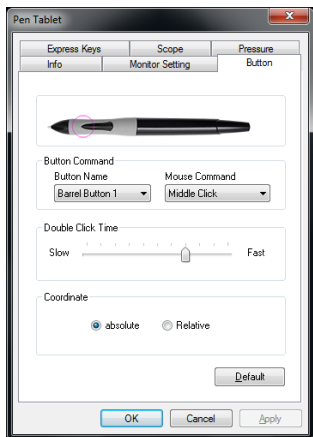 Pen Tablet
Express Keys Scope Pressure
Info Monitor Setting Button
Button Command
Button Name Mouse Command
Barrel Button 1 Middle Click
Double Click Time
Slow Fast
Coordinate
absolute Relative
Default
OK Cancel Apply